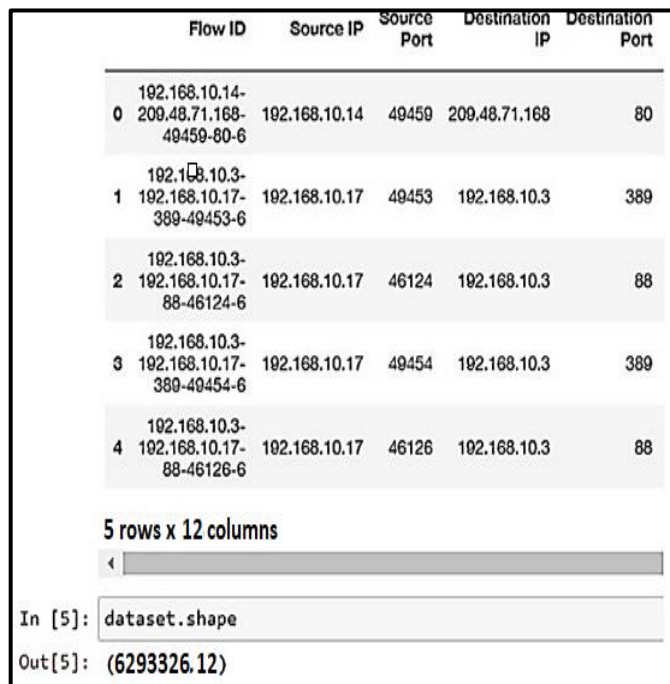 Flow ID Source IP Source Port Destination IP Destination Port
192.168.10.14-
0 209.48.71.168- 192.168.10.14 49459 209.48.71.168 80
49459-80-6
192.168.10.3-
1 192.168.10.17- 192.168.10.17 49453 192.168.10.3 389
389-49453-6
192.168.10.3-
2 192.168.10.17- 192.168.10.17 46124 192.168.10.3 88
88-46124-6
192.168.10.3-
3 192.168.10.17- 192.168.10.17 49454 192.168.10.3 389
389-49454-6
192.168.10.3-
4 192.168.10.17- 192.168.10.17 46126 192.168.10.3 88
88-46126-6
5 rows x 12 columns
In [5]: dataset.shape
Out[5]: (6293326.12)